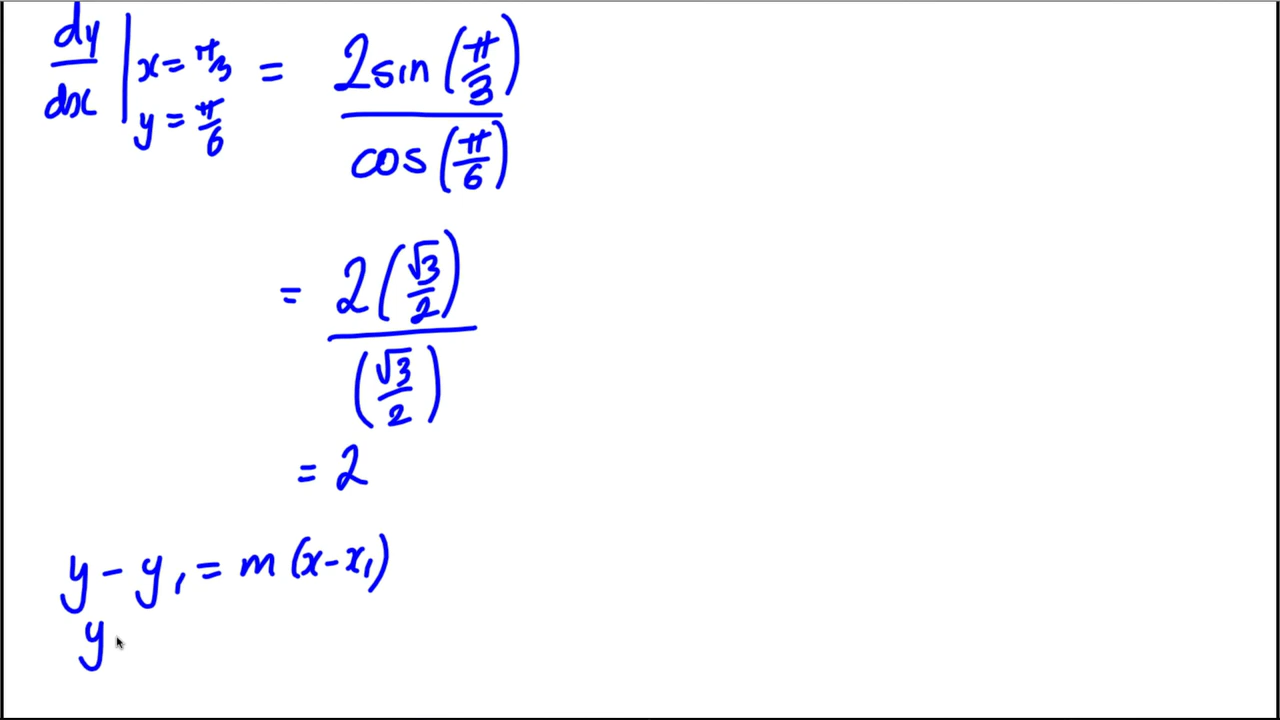 dy/dx | x = π/3, y = π/6 = 2sin(π/3) / cos(π/6)
= 2(√3/2) / (√3/2)
= 2
y - y₁ = m(x-x₁)
y